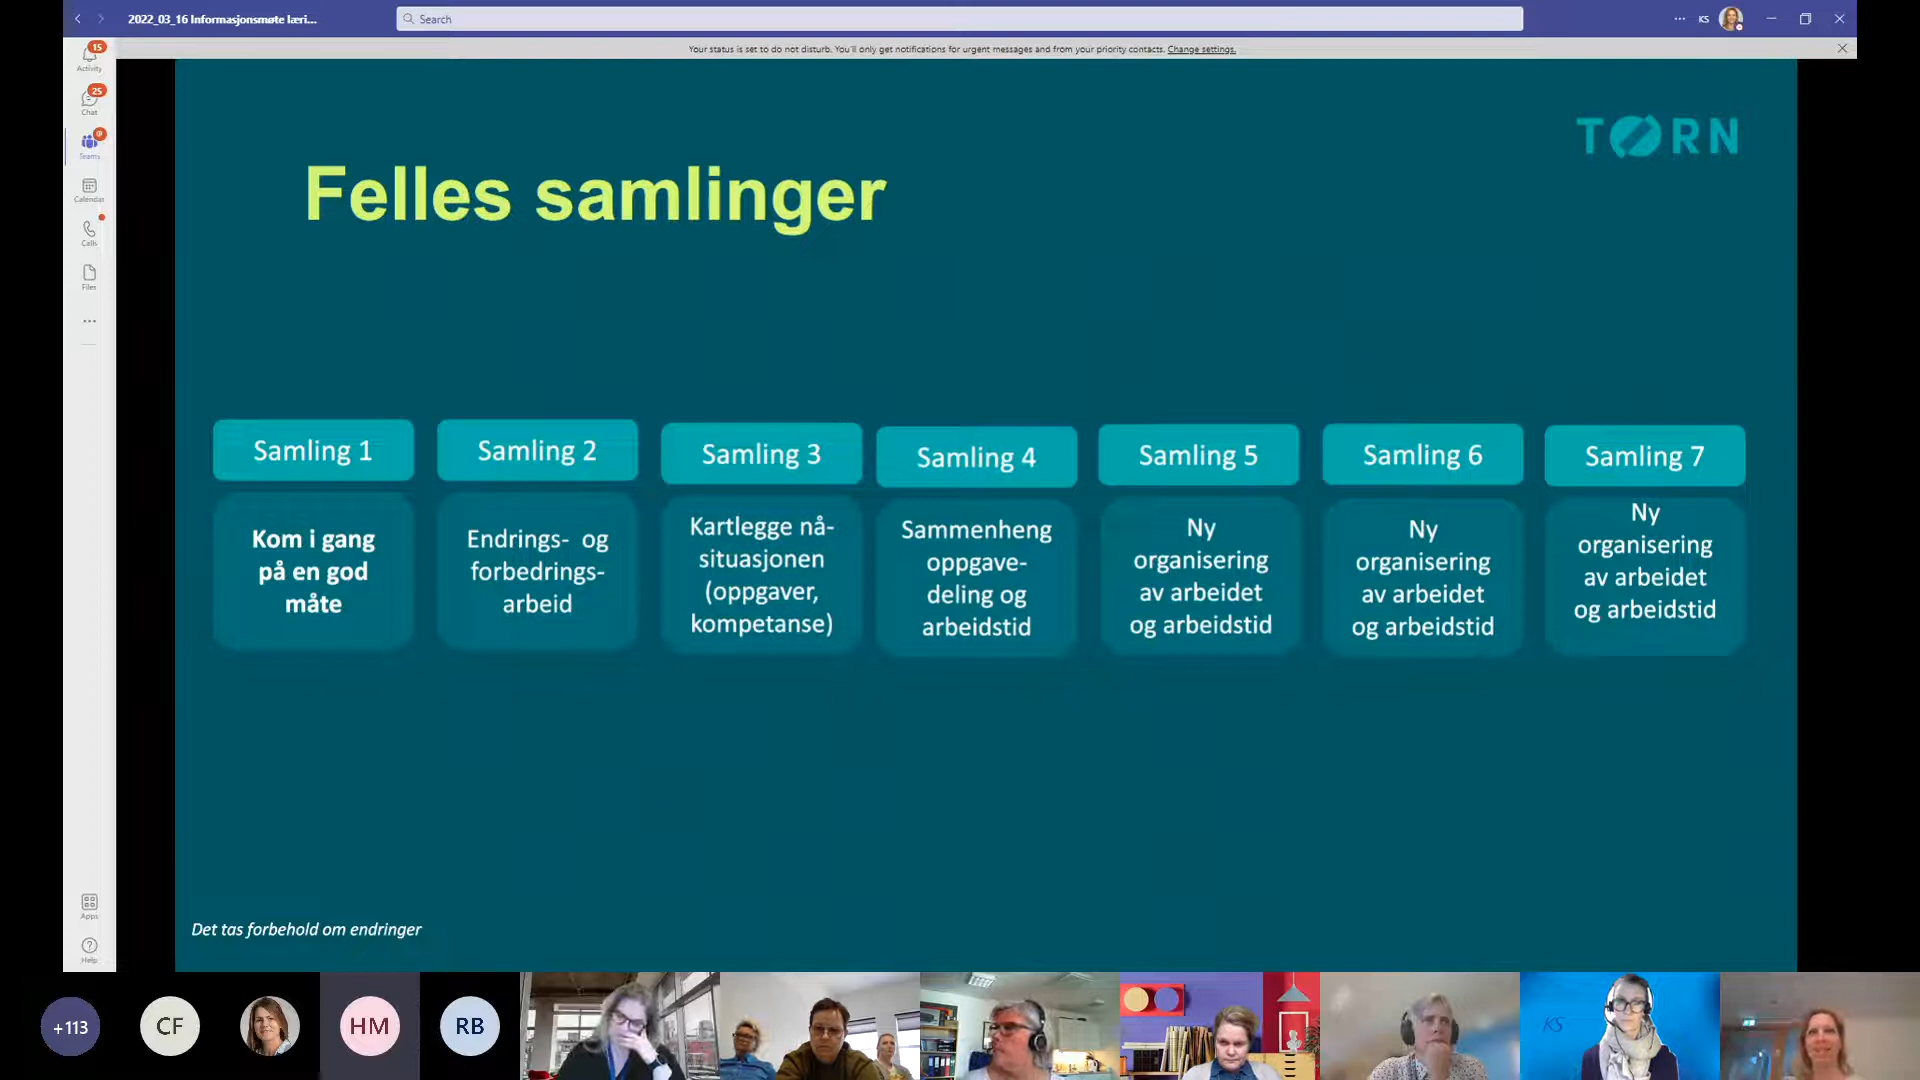 2022_03_16 Informasjonsmøte læri...
Search
KS
Your status is set to do not disturb. You'll only get notifications for urgent messages and from your priority contacts. Change settings.
15
Activity
25
Chat
@
Teams
Calendar
Calls
Files
Apps
Help
TØRN
Felles samlinger
Samling 1
Kom i gang
på en god
måte
Samling 2
Endrings- og
forbedrings-
arbeid
Samling 3
Kartlegge nå-
situasjonen
(oppgaver,
kompetanse)
Samling 4
Sammenheng
oppgave-
deling og
arbeidstid
Samling 5
Ny
organisering
av arbeidet
og arbeidstid
Samling 6
Ny
organisering
av arbeidet
og arbeidstid
Samling 7
Ny
organisering
av arbeidet
og arbeidstid
Det tas forbehold om endringer
+113
CF
HM
RB
KS